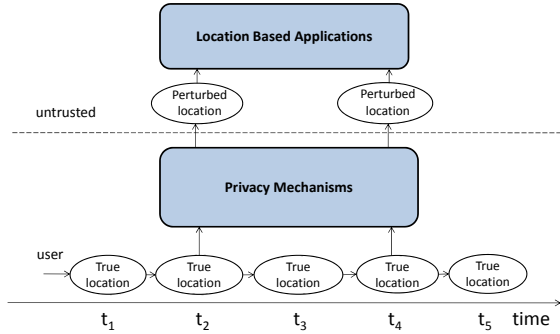 Location Based Applications
Perturbed
location
Perturbed
location
untrusted
Privacy Mechanisms
user
True
location
True
location
True
location
True
location
True
location
t1
t2
t3
t4
t5
time